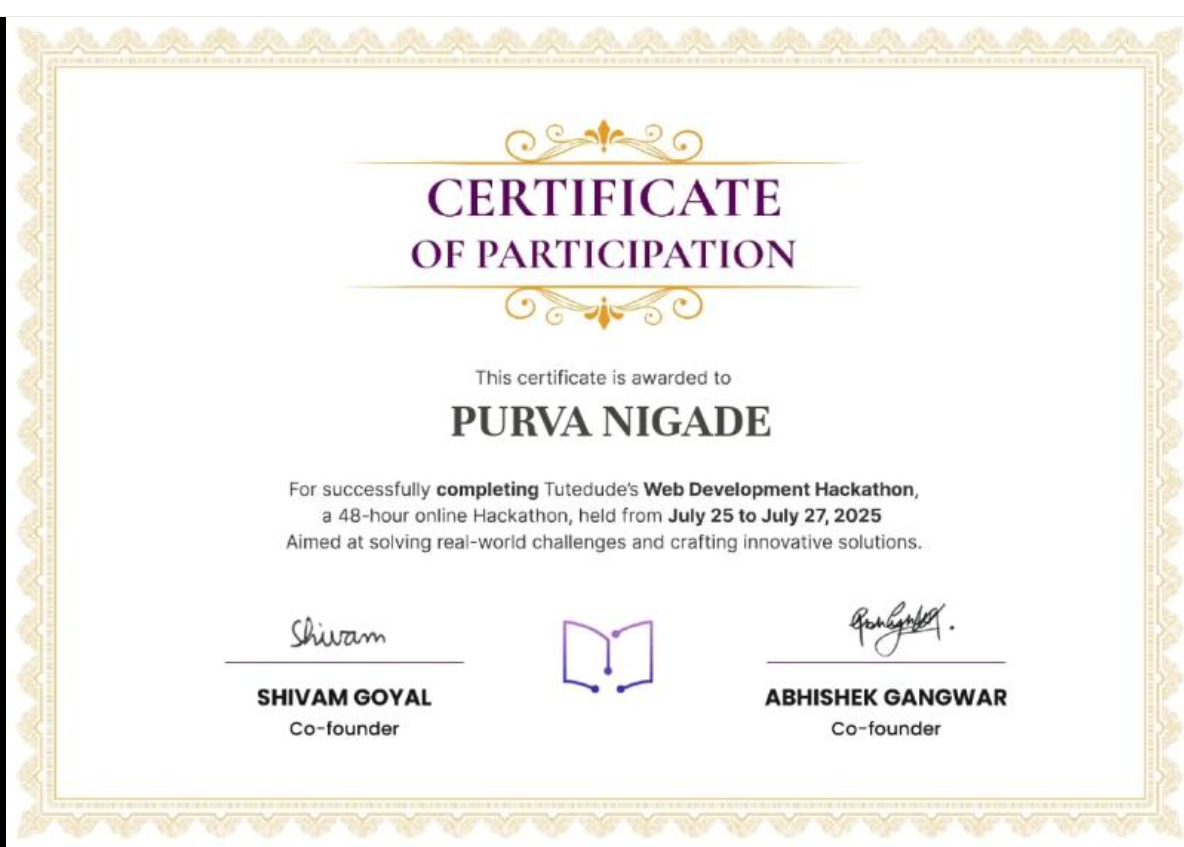 CERTIFICATE
OF PARTICIPATION
This certificate is awarded to
PURVA NIGADE
For successfully completing Tutedude's Web Development Hackathon,
a 48-hour online Hackathon, held from July 25 to July 27, 2025
Aimed at solving real-world challenges and crafting innovative solutions.
Shivam
SHIVAM GOYAL
Co-founder
ABHISHEK GANGWAR
Co-founder